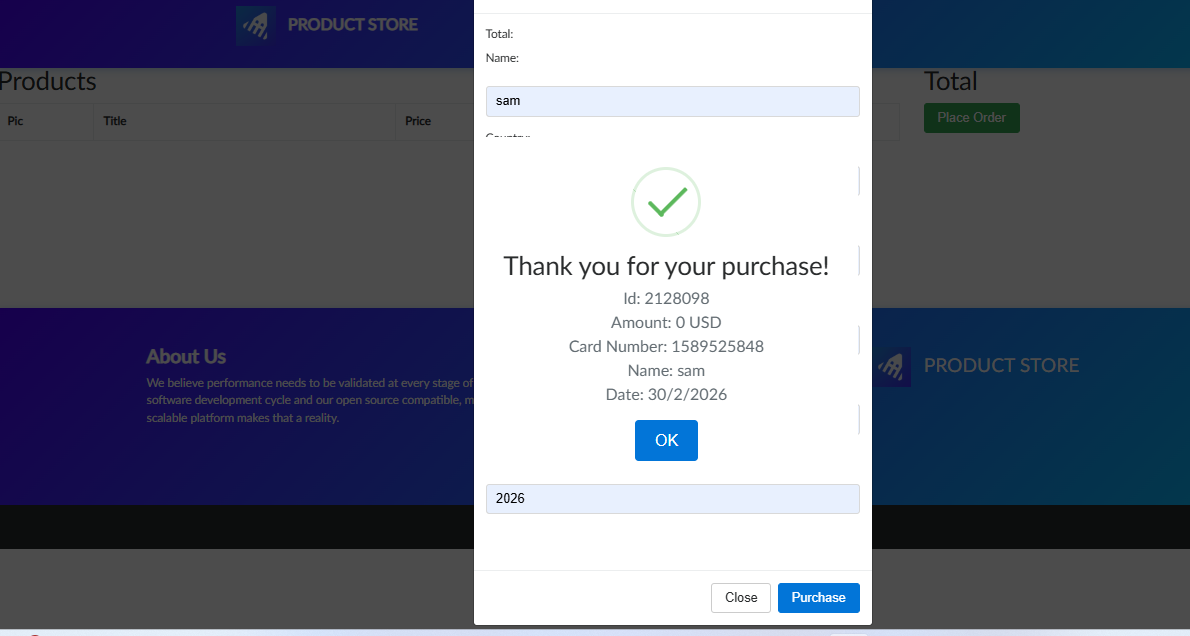 PRODUCT STORE
Total:
Name:
sam
Country:
Products
Pic
Title
Price
Total
Place Order
Thank you for your purchase!
Id: 2128098
Amount: 0 USD
Card Number: 1589525848
Name: sam
Date: 30/2/2026
OK
2026
Close
Purchase
About Us
We believe performance needs to be validated at every stage of
software development cycle and our open source compatible, m
scalable platform makes that a reality.
PRODUCT STORE